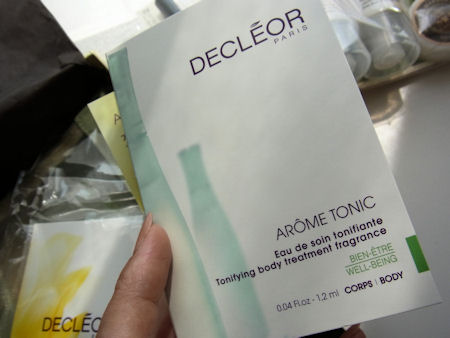 DECLÉOR
PARIS
ARÔME TONIC
Eau de soin tonifiante
Tonifying body treatment fragrance
BIEN-ÊTRE
WELL-BEING
0.04 Fl.oz - 1.2 ml CORPS | BODY
DECLÉOR